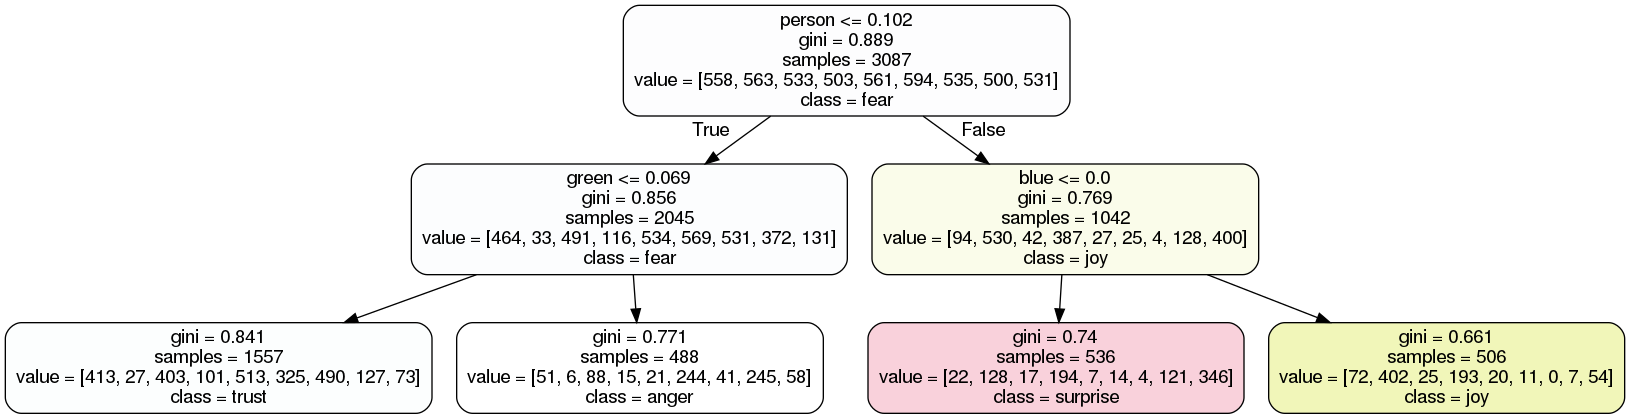 person <= 0.102
gini = 0.889
samples = 3087
value = [558, 563, 533, 503, 561, 594, 535, 500, 531]
class = fear
True
False
green <= 0.069
gini = 0.856
samples = 2045
value = [464, 33, 491, 116, 534, 569, 531, 372, 131]
class = fear
blue <= 0.0
gini = 0.769
samples = 1042
value = [94, 530, 42, 387, 27, 25, 4, 128, 400]
class = joy
gini = 0.841
samples = 1557
value = [413, 27, 403, 101, 513, 325, 490, 127, 73]
class = trust
gini = 0.771
samples = 488
value = [51, 6, 88, 15, 21, 244, 41, 245, 58]
class = anger
gini = 0.74
samples = 536
value = [22, 128, 17, 194, 7, 14, 4, 121, 346]
class = surprise
gini = 0.661
samples = 506
value = [72, 402, 25, 193, 20, 11, 0, 7, 54]
class = joy